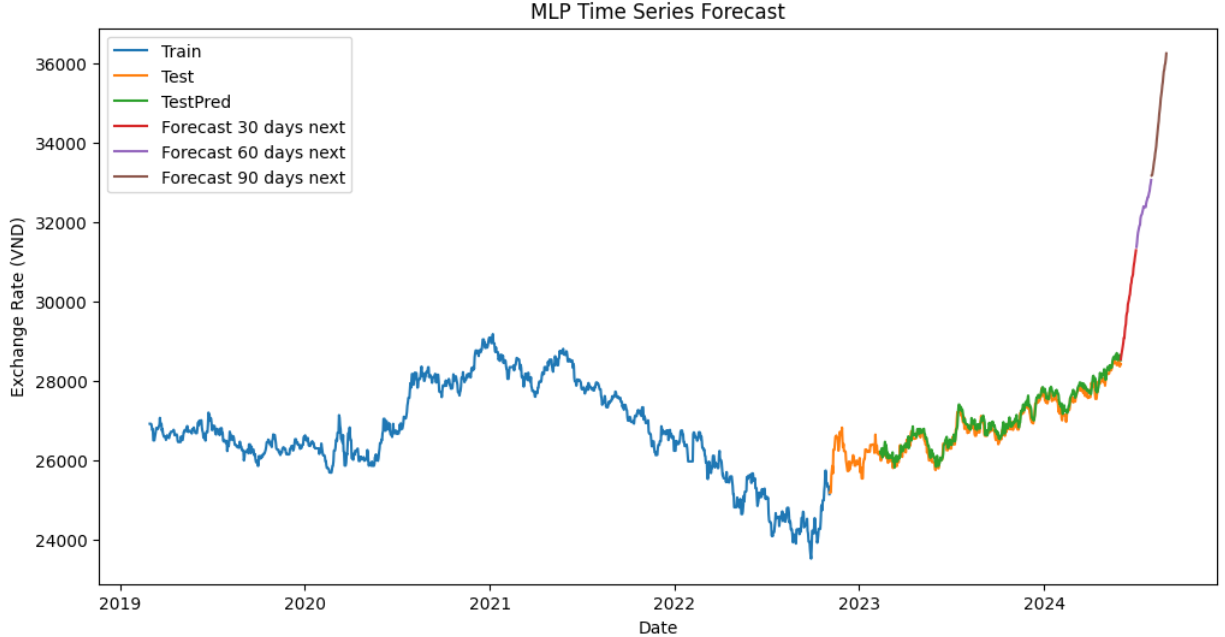 MLP Time Series Forecast
Train
Test
TestPred
Forecast 30 days next
Forecast 60 days next
Forecast 90 days next
Exchange Rate (VND)
36000
34000
32000
30000
28000
26000
24000
2019
2020
2021
2022
2023
2024
Date